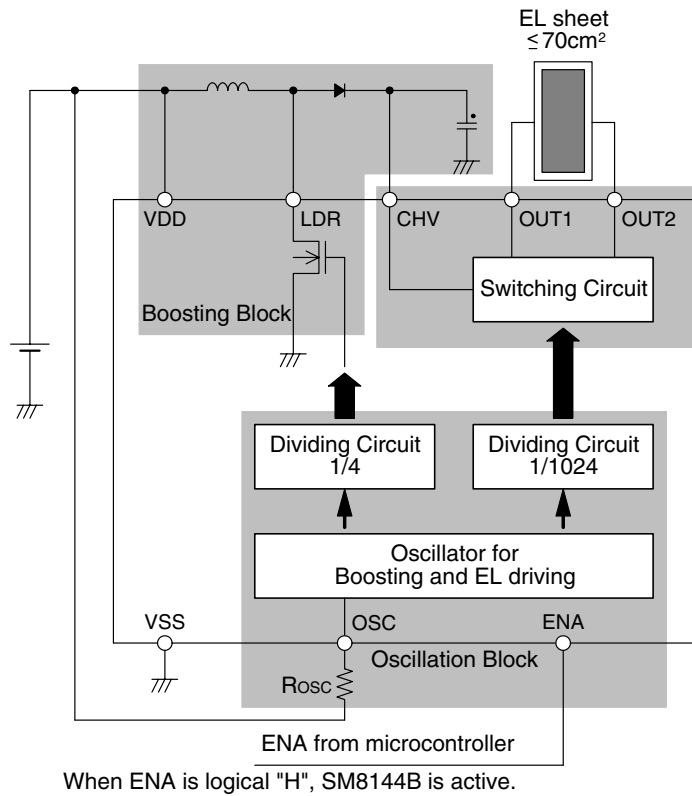 EL sheet
≤70cm²
VDD
LDR
CHV
OUT1
OUT2
Boosting Block
Switching Circuit
Dividing Circuit
1/4
Dividing Circuit
1/1024
Oscillator for
Boosting and EL driving
VSS
OSC
ENA
Oscillation Block
ROSC
ENA from microcontroller
When ENA is logical "H", SM8144B is active.